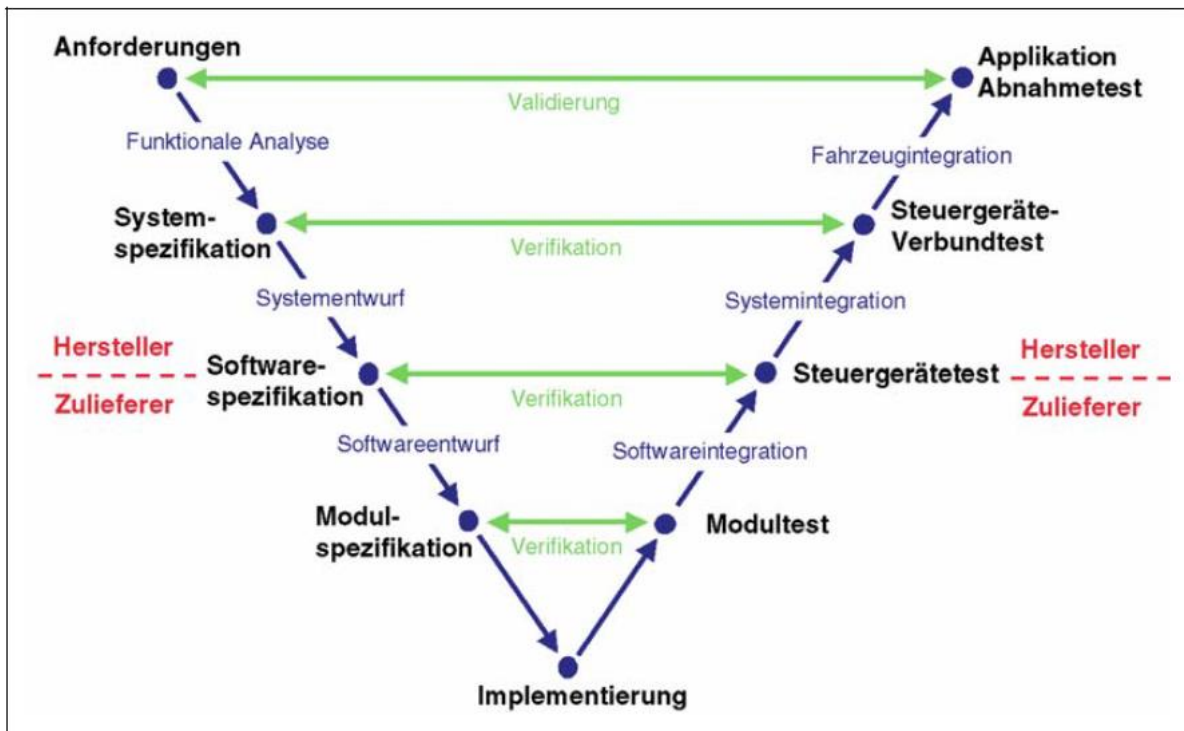 Anforderungen
Applikation
Abnahmetest
Validierung
Funktionale Analyse
Fahrzeugintegration
System-
spezifikation
Steuergeräte-
Verbundtest
Verifikation
Systementwurf
Systemintegration
Hersteller
Zulieferer
Software-
spezifikation
Verifikation
Steuergerätetest
Hersteller
Zulieferer
Softwareentwurf
Softwareintegration
Modul-
spezifikation
Verifikation
Modultest
Implementierung